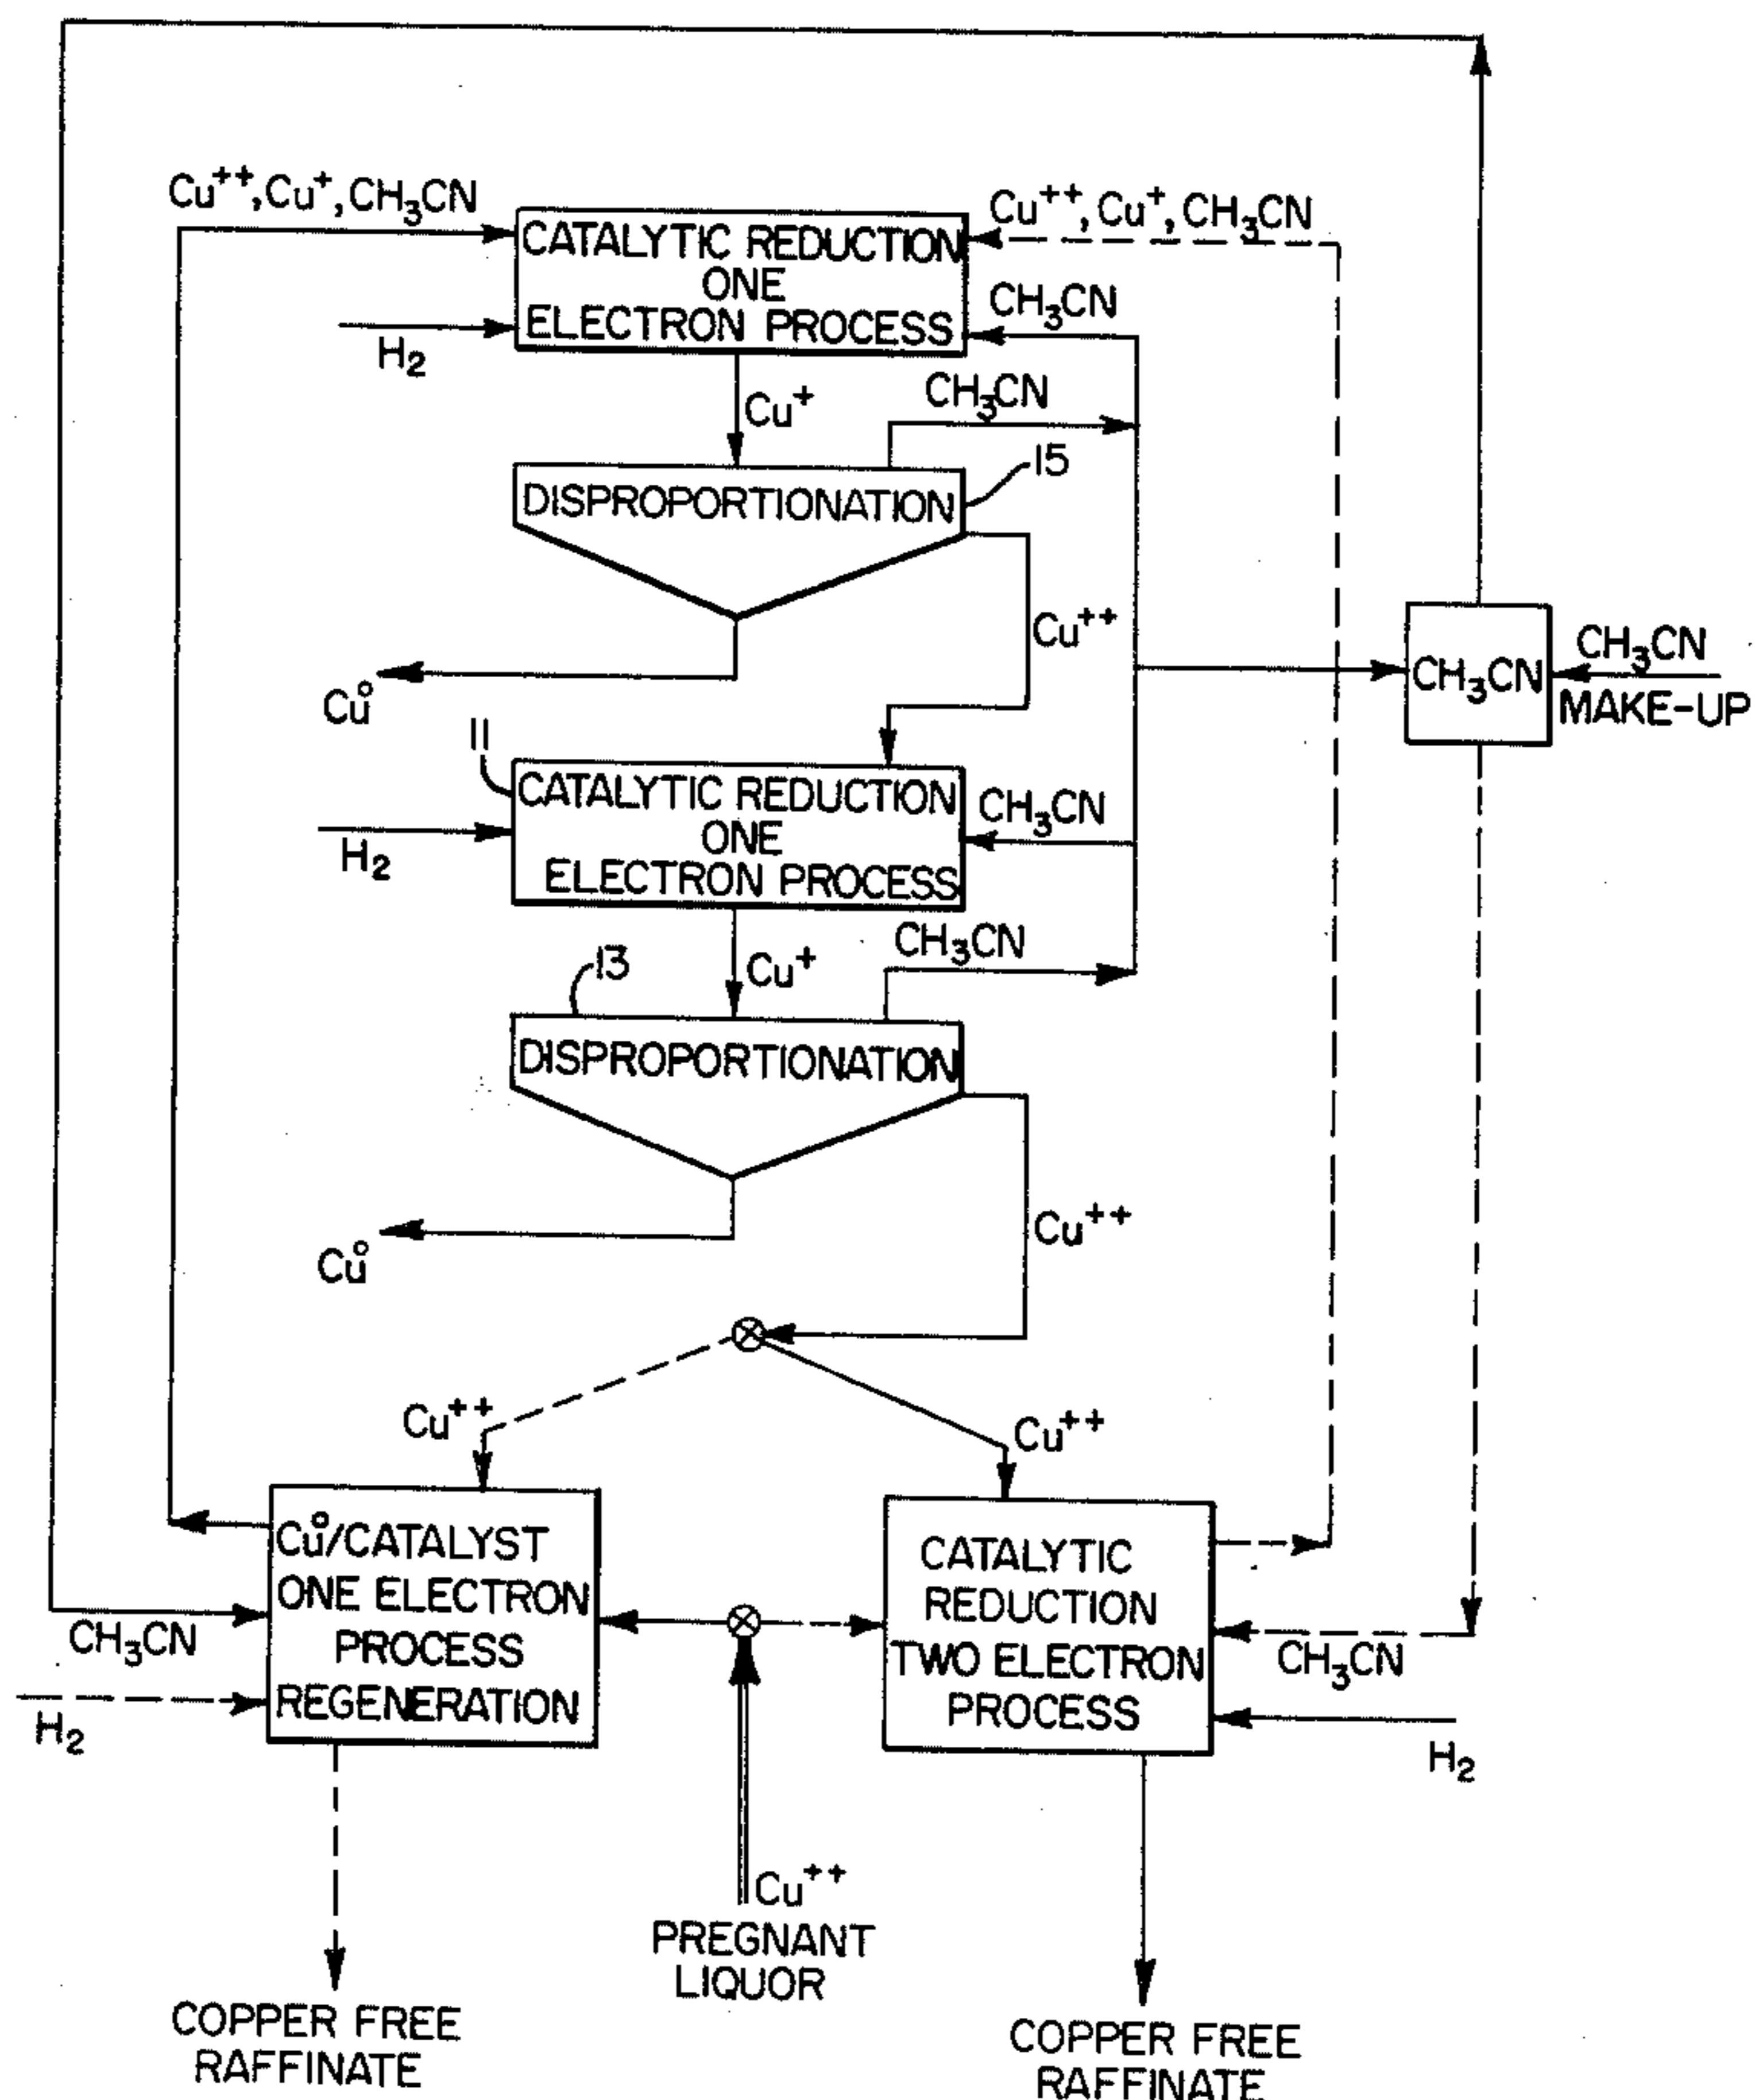 Cu++,Cu+,CH3CN
Cu++,Cu+,CH3CN
CATALYTIC REDUCTION
ONE
ELECTRON PROCESS
CH3CN
H2
Cu+
CH3CN
15
DISPROPORTIONATION
Cu++
Cu°
CH3CN
CH3CN
MAKE-UP
11
CATALYTIC REDUCTION
ONE
ELECTRON PROCESS
CH3CN
H2
Cu+
CH3CN
13
DISPROPORTIONATION
Cu++
Cu°
Cu++
Cu++
Cu°/CATALYST
ONE ELECTRON
PROCESS
REGENERATION
CH3CN
H2
CATALYTIC
REDUCTION
TWO ELECTRON
PROCESS
CH3CN
H2
Cu++
PREGNANT
LIQUOR
COPPER FREE
RAFFINATE
COPPER FREE
RAFFINATE